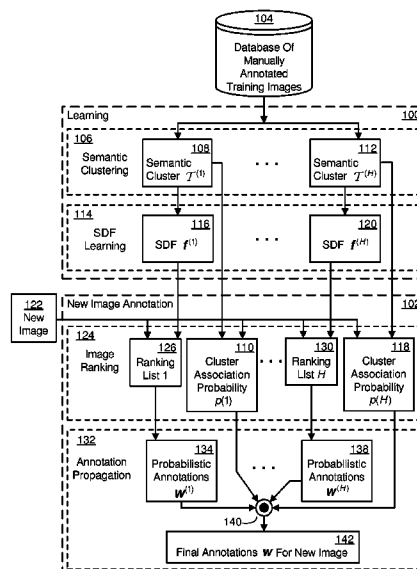 104
Database Of
Manually
Annotated
Training Images
Learning
100
106
Semantic
Clustering
108
Semantic
Cluster 𝒯(1)
. . .
112
Semantic
Cluster 𝒯(H)
114
SDF
Learning
116
SDF f(1)
. . .
120
SDF f(H)
122
New
Image
New Image Annotation
102
124
Image
Ranking
126
Ranking
List 1
110
Cluster
Association
Probability
p(1)
. . .
130
Ranking
List H
118
Cluster
Association
Probability
p(H)
132
Annotation
Propagation
134
Probabilistic
Annotations
w(1)
. . .
138
Probabilistic
Annotations
w(H)
140
142
Final Annotations w For New Image